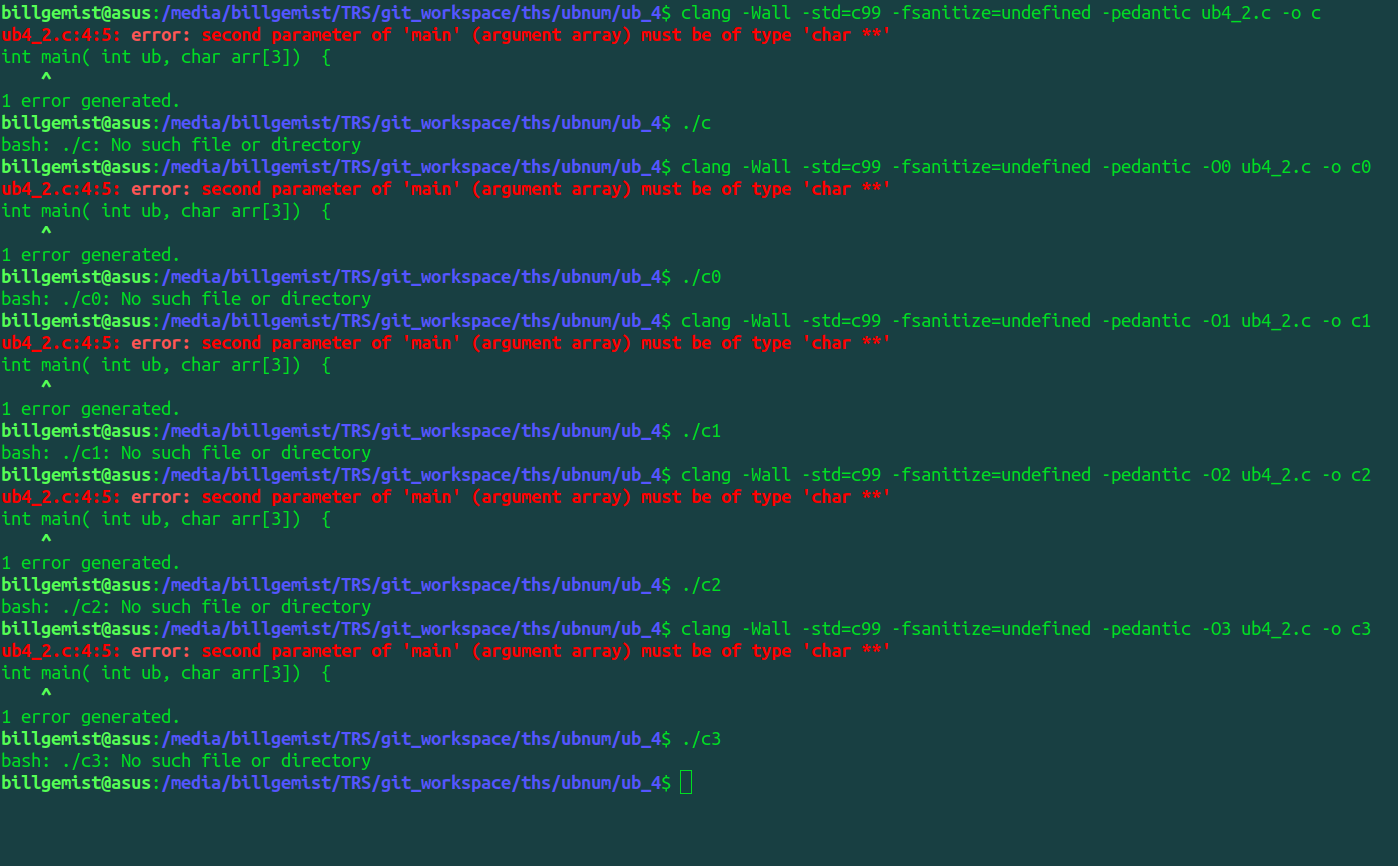 billgemist@asus:/media/billgemist/TRS/git_workspace/ths/ubnum/ub_4$ clang -Wall -std=c99 -fsanitize=undefined -pedantic ub4_2.c -o c
ub4_2.c:4:5: error: second parameter of 'main' (argument array) must be of type 'char **'
int main( int ub, char arr[3])  {
    ^
1 error generated.
billgemist@asus:/media/billgemist/TRS/git_workspace/ths/ubnum/ub_4$ ./c
bash: ./c: No such file or directory
billgemist@asus:/media/billgemist/TRS/git_workspace/ths/ubnum/ub_4$ clang -Wall -std=c99 -fsanitize=undefined -pedantic -O0 ub4_2.c -o c0
ub4_2.c:4:5: error: second parameter of 'main' (argument array) must be of type 'char **'
int main( int ub, char arr[3])  {
    ^
1 error generated.
billgemist@asus:/media/billgemist/TRS/git_workspace/ths/ubnum/ub_4$ ./c0
bash: ./c0: No such file or directory
billgemist@asus:/media/billgemist/TRS/git_workspace/ths/ubnum/ub_4$ clang -Wall -std=c99 -fsanitize=undefined -pedantic -O1 ub4_2.c -o c1
ub4_2.c:4:5: error: second parameter of 'main' (argument array) must be of type 'char **'
int main( int ub, char arr[3])  {
    ^
1 error generated.
billgemist@asus:/media/billgemist/TRS/git_workspace/ths/ubnum/ub_4$ ./c1
bash: ./c1: No such file or directory
billgemist@asus:/media/billgemist/TRS/git_workspace/ths/ubnum/ub_4$ clang -Wall -std=c99 -fsanitize=undefined -pedantic -O2 ub4_2.c -o c2
ub4_2.c:4:5: error: second parameter of 'main' (argument array) must be of type 'char **'
int main( int ub, char arr[3])  {
    ^
1 error generated.
billgemist@asus:/media/billgemist/TRS/git_workspace/ths/ubnum/ub_4$ ./c2
bash: ./c2: No such file or directory
billgemist@asus:/media/billgemist/TRS/git_workspace/ths/ubnum/ub_4$ clang -Wall -std=c99 -fsanitize=undefined -pedantic -O3 ub4_2.c -o c3
ub4_2.c:4:5: error: second parameter of 'main' (argument array) must be of type 'char **'
int main( int ub, char arr[3])  {
    ^
1 error generated.
billgemist@asus:/media/billgemist/TRS/git_workspace/ths/ubnum/ub_4$ ./c3
bash: ./c3: No such file or directory
billgemist@asus:/media/billgemist/TRS/git_workspace/ths/ubnum/ub_4$